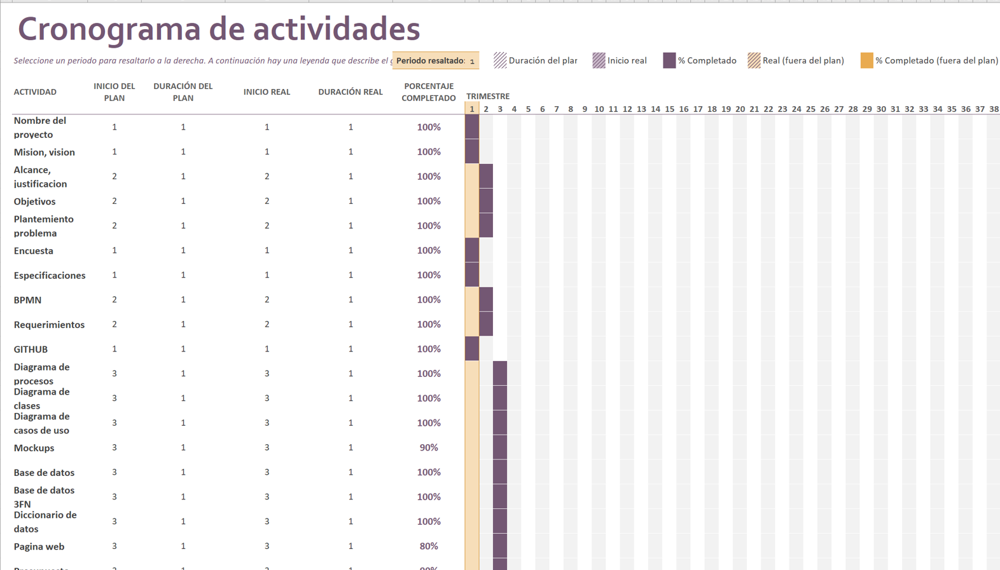 Cronograma de actividades
Seleccione un periodo para resaltarlo a la derecha. A continuación hay una leyenda que describe el
Periodo resaltado: 1
Duración del plan
Inicio real
% Completado
Real (fuera del plan)
% Completado (fuera del plan)
ACTIVIDAD
INICIO DEL
PLAN
DURACIÓN DEL
PLAN
INICIO REAL
DURACIÓN REAL
PORCENTAJE
COMPLETADO
TRIMESTRE
1 2 3 4 5 6 7 8 9 10 11 12 13 14 15 16 17 18 19 20 21 22 23 24 25 26 27 28 29 30 31 32 33 34 35 36 37 38
Nombre del
proyecto
1 1 1 1 100%
Mision, vision 1 1 1 1 100%
Alcance,
justificacion
2 1 2 1 100%
Objetivos 2 1 2 1 100%
Plantemiento
problema
2 1 2 1 100%
Encuesta 1 1 1 1 100%
Especificaciones 1 1 1 1 100%
BPMN 2 1 2 1 100%
Requerimientos 2 1 2 1 100%
GITHUB 1 1 1 1 100%
Diagrama de
procesos
3 1 3 1 100%
Diagrama de
clases
3 1 3 1 100%
Diagrama de
casos de uso
3 1 3 1 100%
Mockups 3 1 3 1 90%
Base de datos 3 1 3 1 100%
Base de datos
3FN
3 1 3 1 100%
Diccionario de
datos
3 1 3 1 100%
Pagina web 3 1 3 1 80%